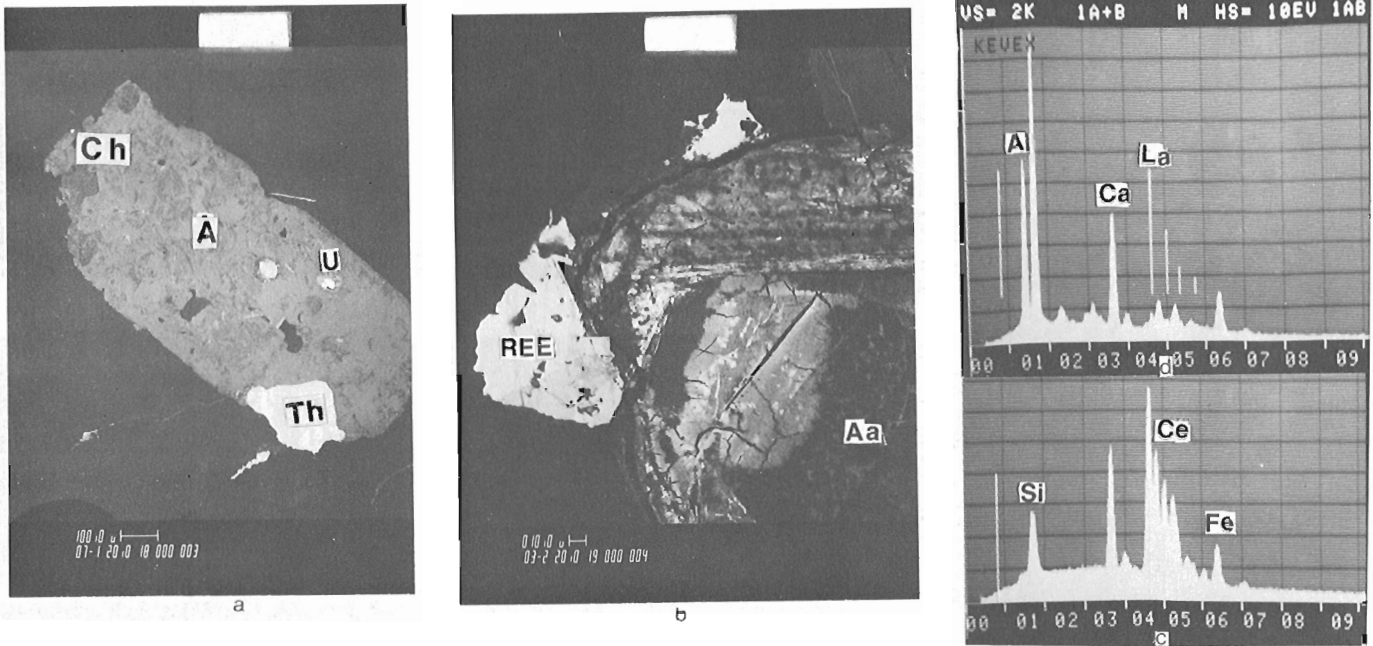 Ch
A
U
Th
100.0 u
07-1 20.0 18 000 003
a
REE
Aa
010.0 u
03-2 20.0 19 000 004
b
VS= 2K 1A+B M HS= 10EV 1AB
KEVEX
Al
La
Ca
00 01 02 03 04 05 06 07 08 09
d
Ce
Si
Fe
00 01 02 03 04 05 06 07 08 09
c